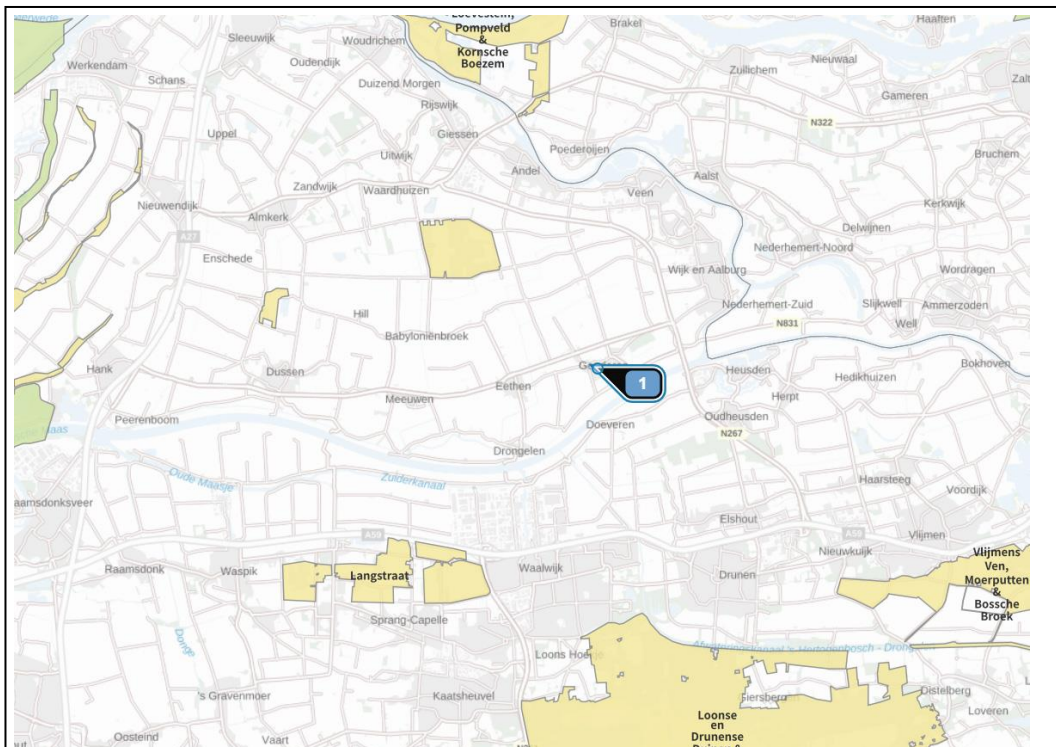 Haaften
Loevestein,
Pompveld
&
Kornsche
Boezem
Brakel
Sleeuwijk
Woudrichem
Oudendijk
Werkendam
Schans
Duizend Morgen
Zuilichem
Nieuwaal
Gameren
Rijswijk
Giessen
N322
Uppel
Uitwijk
Andel
Poederoijen
Bruchem
Aalst
Zandwijk
Waardhuizen
Veen
Nieuwendijk
Almkerk
Kerkwijk
Delwijnen
A27
Enschede
Nederhemert-Noord
Wijk en Aalburg
Wordragen
Nederhemert-Zuid
Slijkwell
Ammerzoden
Hill
Well
N831
Babyloniënbroek
Hank
Dussen
Eethen
Meeuwen
1
Heusden
Bokhoven
Hedikhuizen
Herpt
Peerenboom
Doeveren
Oudheusden
N267
Drongelen
Oude Maasje
Zuiderkanaal
Haarsteeg
Voordijk
aamsdonksveer
Elshout
A59
A59
Vlijmen
Nieuwkuijk
Raamsdonk
Waspik
Langstraat
Waalwijk
Drunen
Vlijmens
Ven,
Moerputten
&
Bossche
Broek
Sprang-Capelle
Donge
's Gravenmoer
Kaatsheuvel
Distelberg
Loveren
Oosteind
Vaart
Loonse
en
Drunense